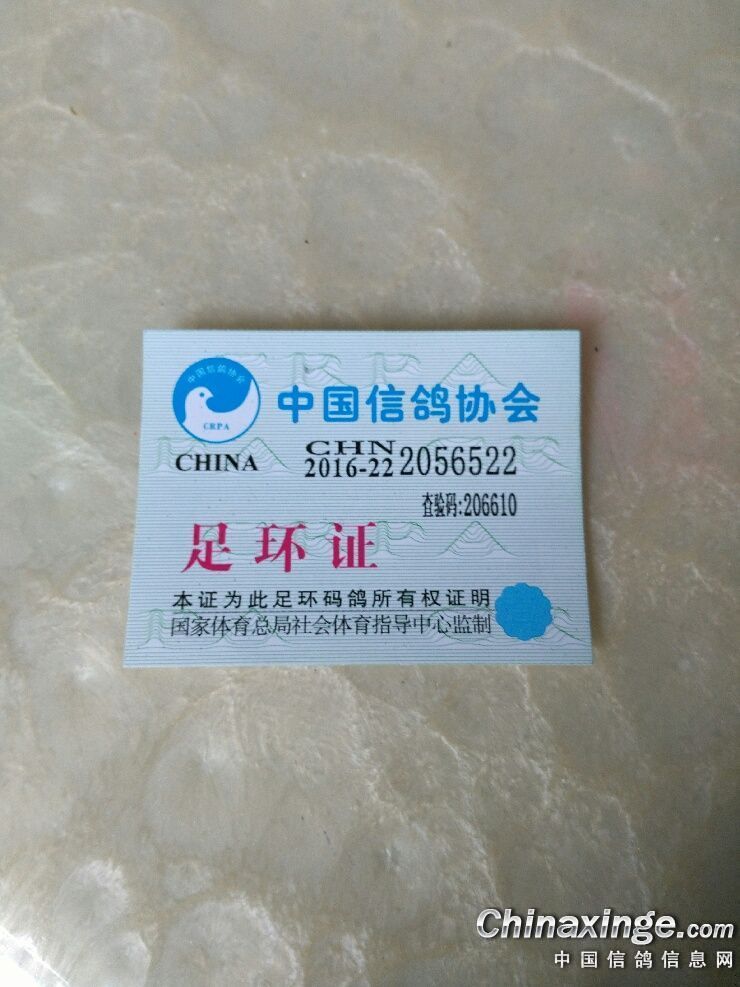 中国信鸽协会
CRPA
中国信鸽协会
CHINA
CHN
2016-22 2056522
查验码:206610
足环证
本证为此足环码鸽所有权证明
国家体育总局社会体育指导中心监制
Chinaxinge.com
中国信鸽信息网